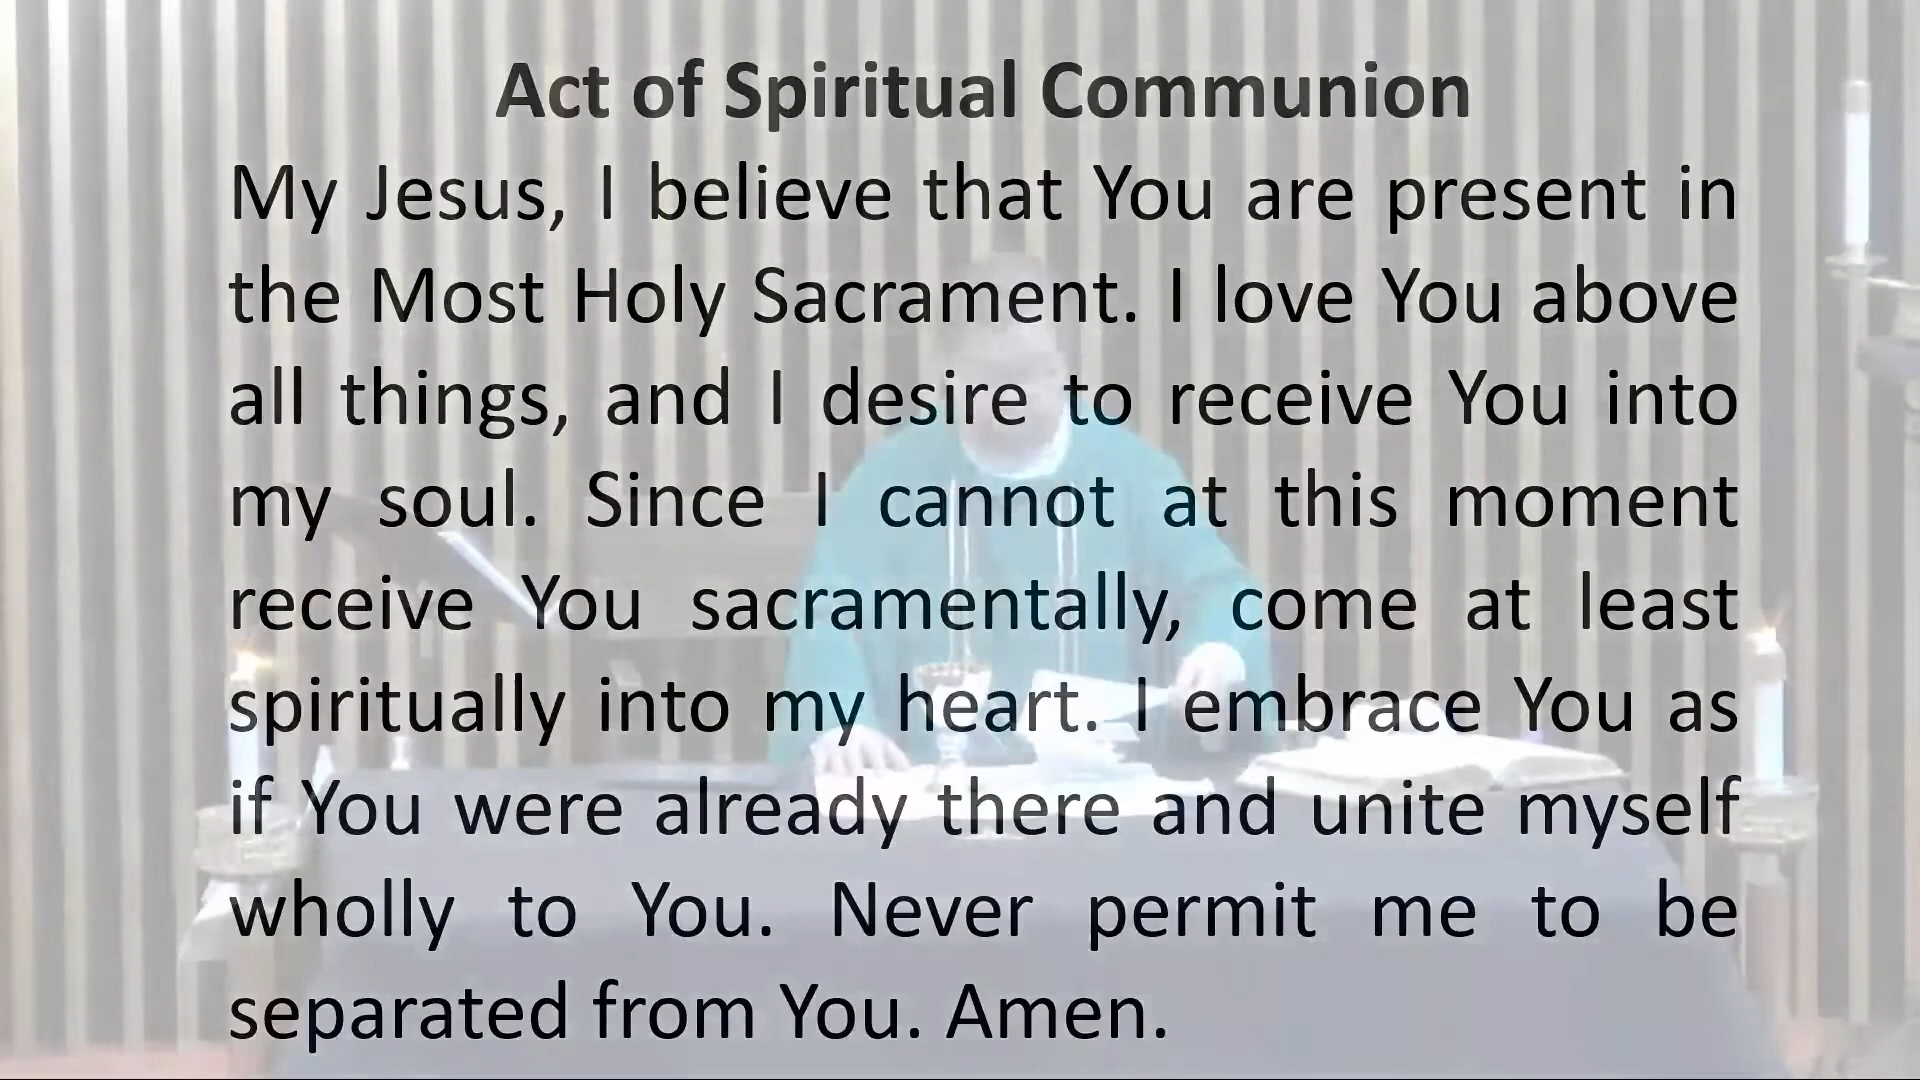 Act of Spiritual Communion
My Jesus, I believe that You are present in
the Most Holy Sacrament. I love You above
all things, and I desire to receive You into
my soul. Since I cannot at this moment
receive You sacramentally, come at least
spiritually into my heart. I embrace You as
if You were already there and unite myself
wholly to You. Never permit me to be
separated from You. Amen.